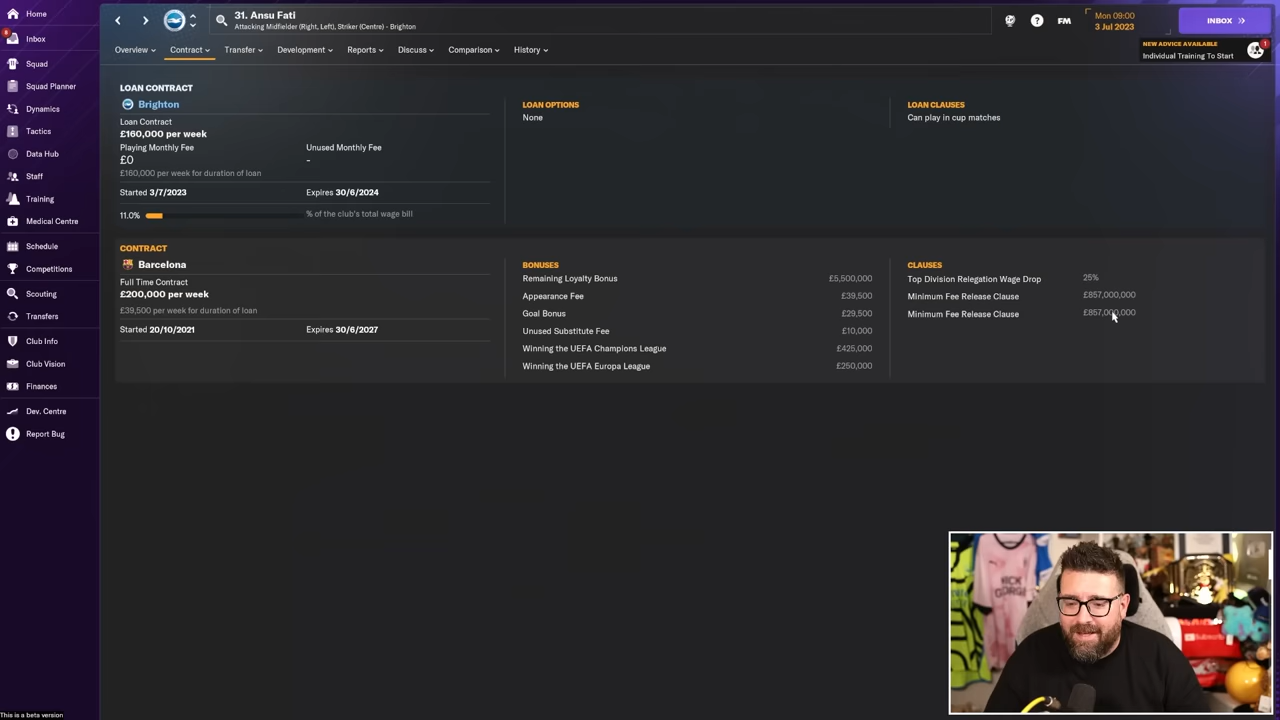 Home
31. Ansu Fati
Attacking Midfielder (Right, Left), Striker (Centre) - Brighton
FM
Mon 09:00
3 Jul 2023
INBOX
8
Inbox
Overview
Contract
Transfer
Development
Reports
Discuss
Comparison
History
NEW ADVICE AVAILABLE
Individual Training To Start
1
Squad
Squad Planner
Dynamics
Tactics
Data Hub
Staff
Training
Medical Centre
Schedule
Competitions
Scouting
Transfers
Club Info
Club Vision
Finances
Dev. Centre
Report Bug
LOAN CONTRACT
Brighton
Loan Contract
£160,000 per week
Playing Monthly Fee
Unused Monthly Fee
£0
-
£160,000 per week for duration of loan
Started 3/7/2023
Expires 30/6/2024
11.0%
% of the club's total wage bill
LOAN OPTIONS
None
LOAN CLAUSES
Can play in cup matches
CONTRACT
Barcelona
Full Time Contract
£200,000 per week
£39,500 per week for duration of loan
Started 20/10/2021
Expires 30/6/2027
BONUSES
Remaining Loyalty Bonus £5,500,000
Appearance Fee £39,500
Goal Bonus £29,500
Unused Substitute Fee £10,000
Winning the UEFA Champions League £425,000
Winning the UEFA Europa League £250,000
CLAUSES
Top Division Relegation Wage Drop 25%
Minimum Fee Release Clause £857,000,000
Minimum Fee Release Clause £857,000,000
This is a beta version